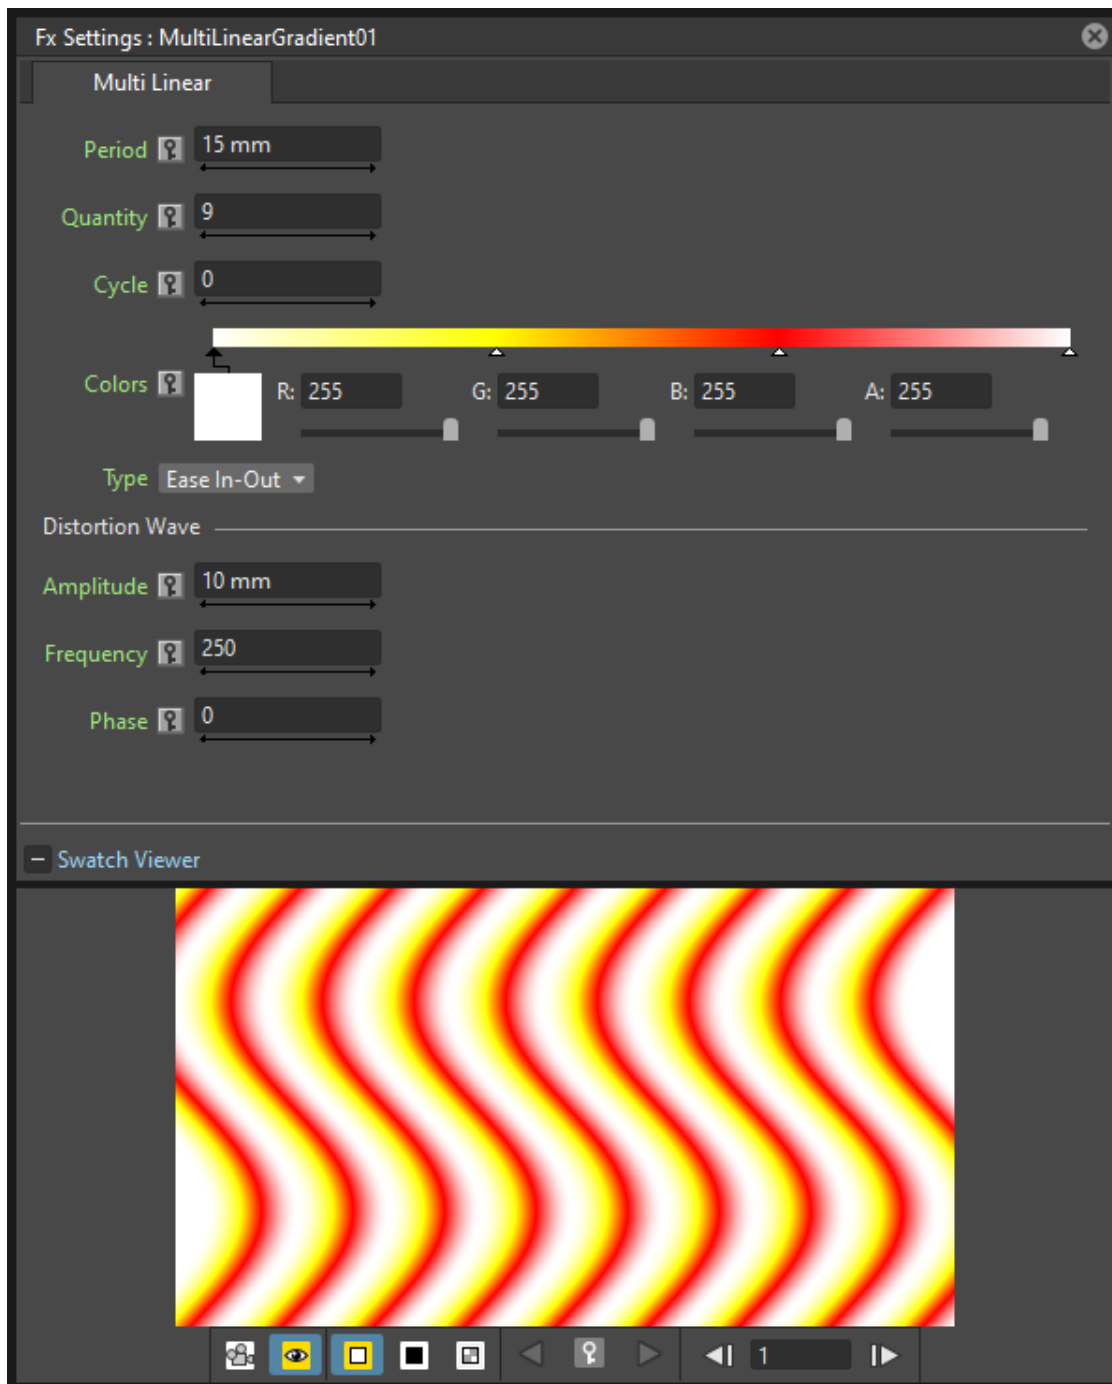 Fx Settings : MultiLinearGradient01
Multi Linear
Period 15 mm
Quantity 9
Cycle 0
Colors R: 255 G: 255 B: 255 A: 255
Type Ease In-Out
Distortion Wave
Amplitude 10 mm
Frequency 250
Phase 0
Swatch Viewer
1